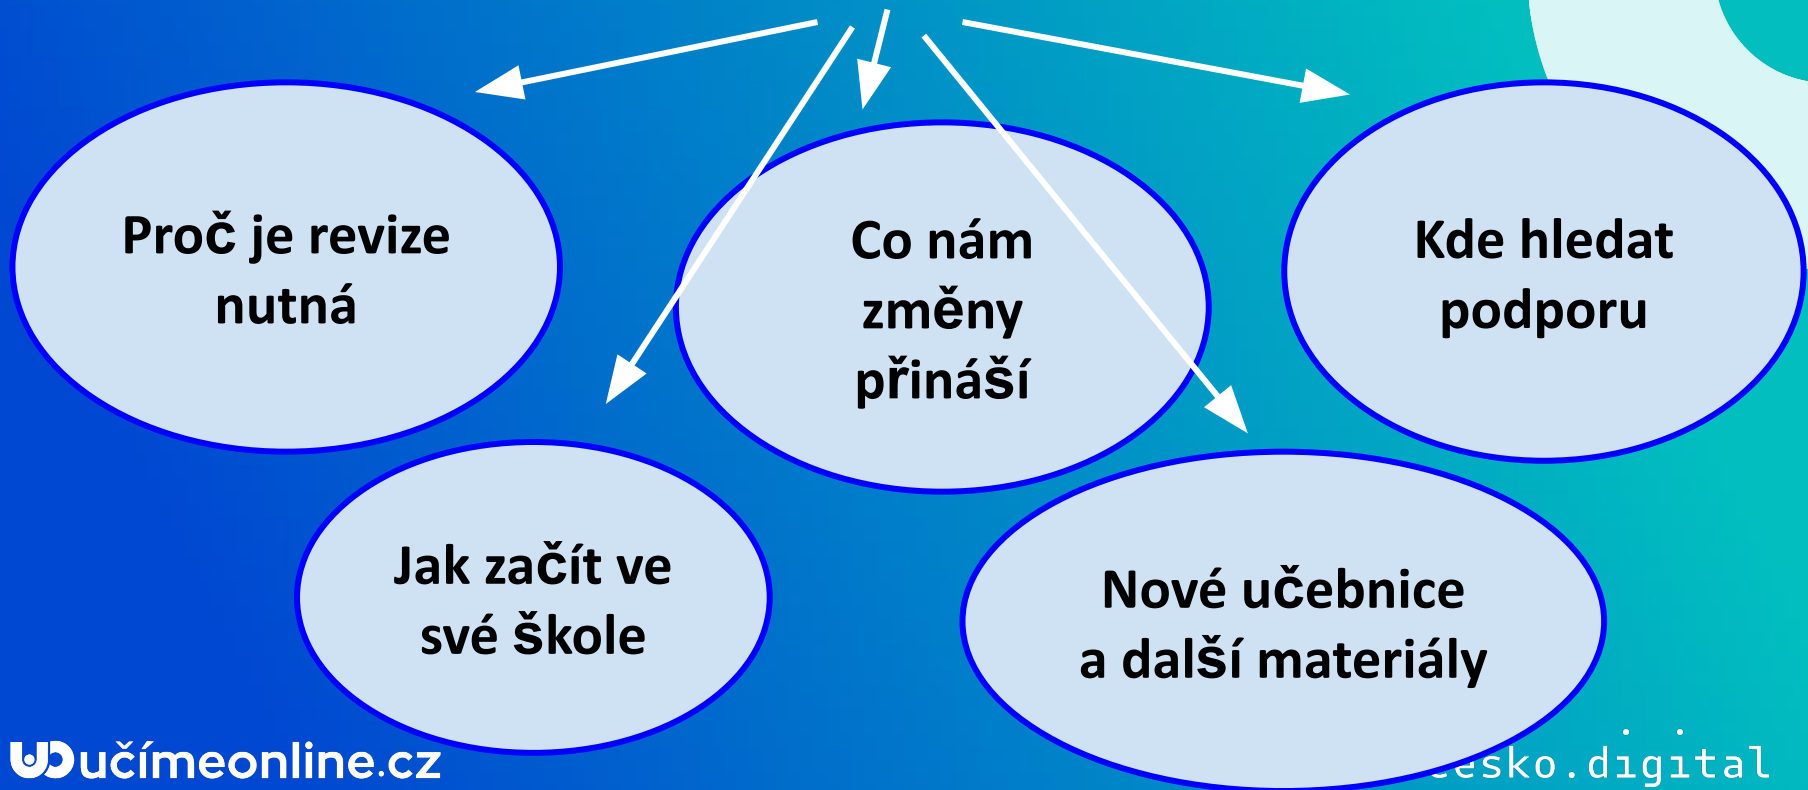 Proč je revize
nutná
Co nám
změny
přináší
Kde hledat
podporu
Jak začít ve
své škole
Nové učebnice
a další materiály
učímeonline.cz
česko.digital